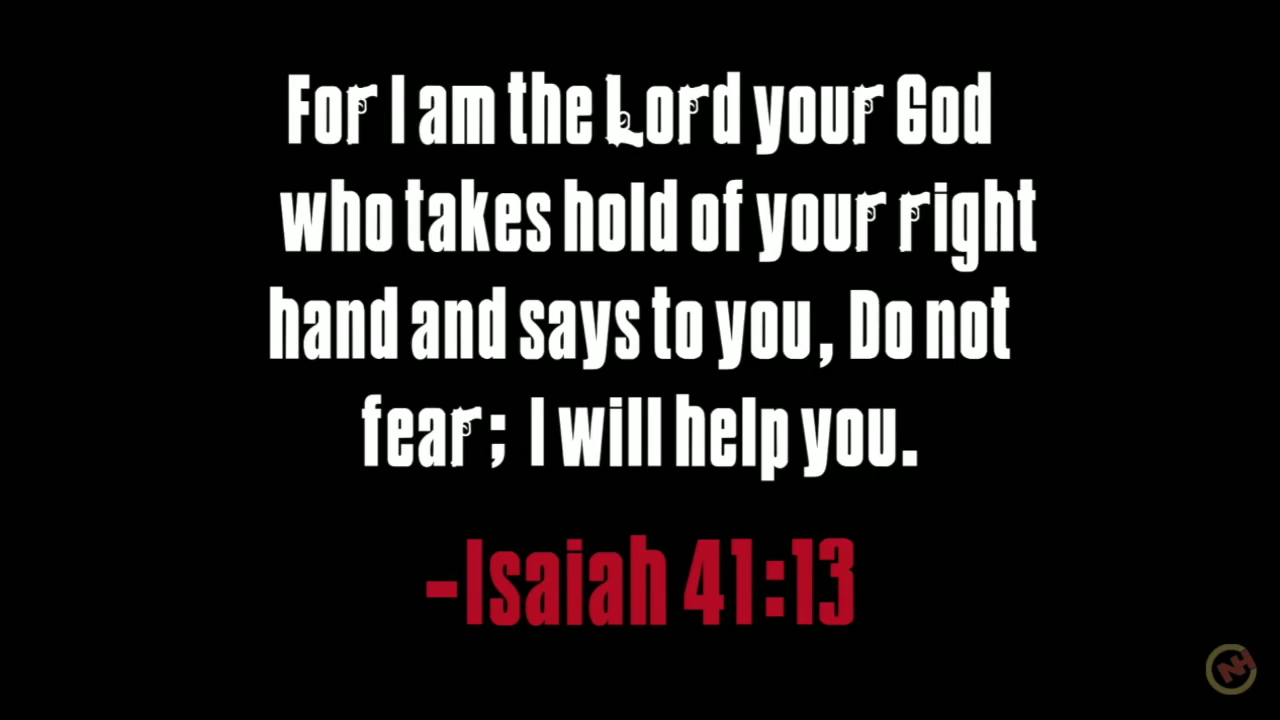 For I am the Lord your God
who takes hold of your right
hand and says to you, Do not
fear; I will help you.
-Isaiah 41:13
NH